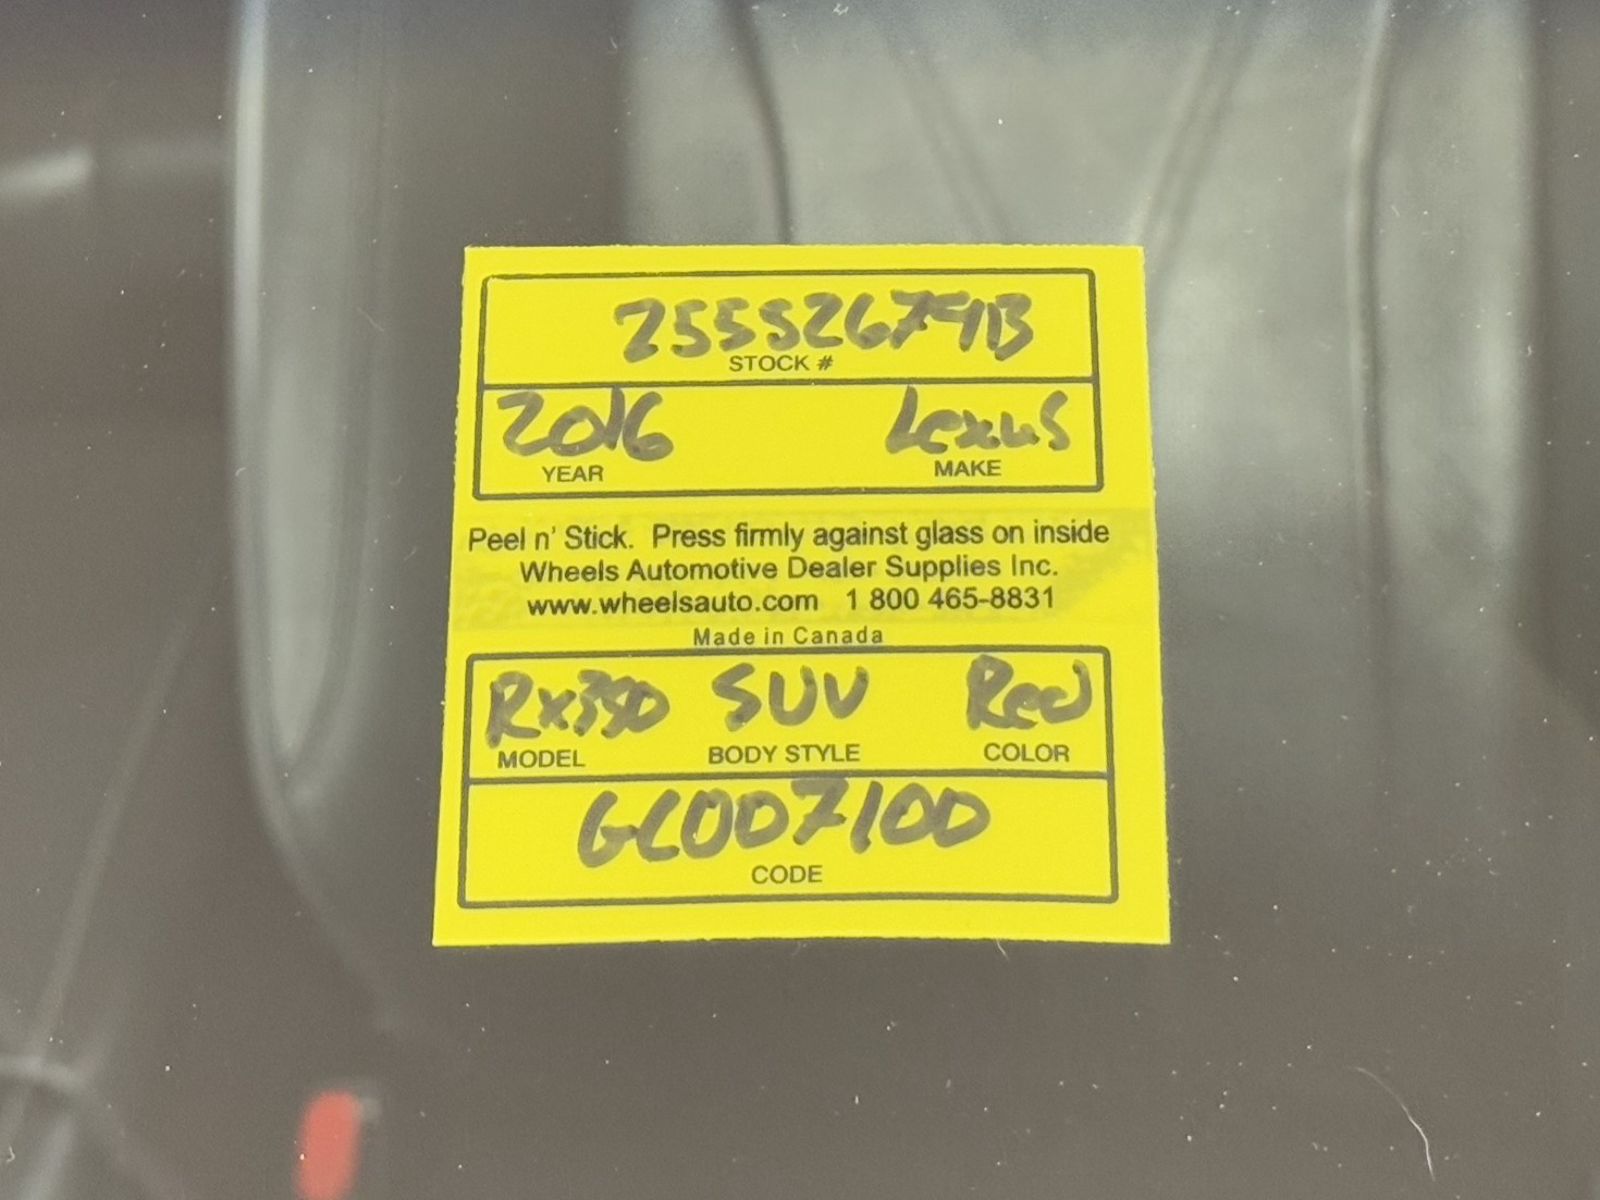 255526791B
STOCK #
2016 Lexus
YEAR MAKE
Peel n' Stick. Press firmly against glass on inside
Wheels Automotive Dealer Supplies Inc.
www.wheelsauto.com 1 800 465-8831
Made in Canada
Rx350 SUV Red
MODEL BODY STYLE COLOR
GC007100
CODE